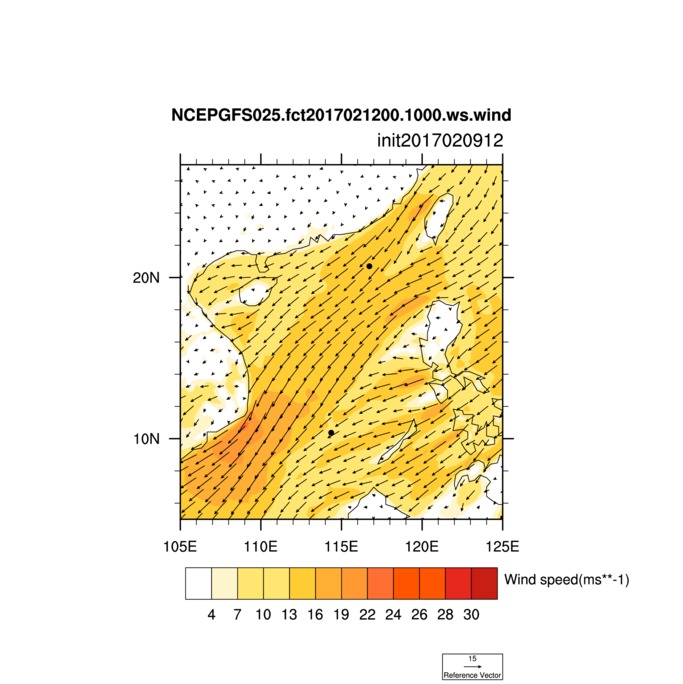 NCEPGFS025.fct2017021200.1000.ws.wind
init2017020912
20N
10N
105E 110E 115E 120E 125E
Wind speed(ms**-1)
4 7 10 13 16 19 22 24 26 28 30
15
Reference Vector